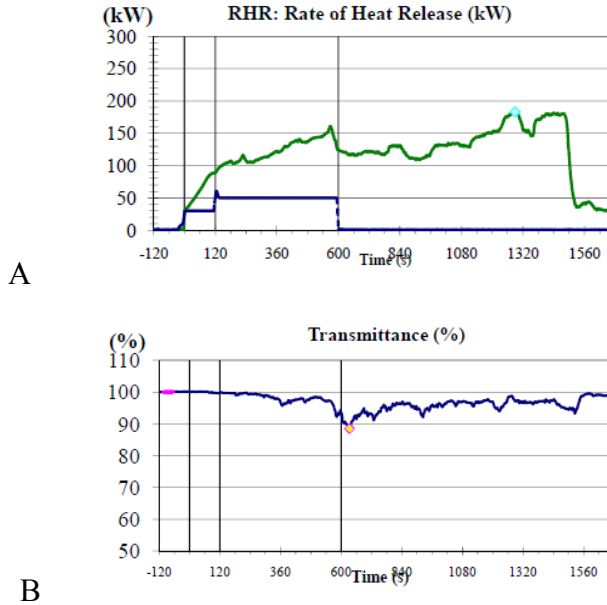 (kW) RHR: Rate of Heat Release (kW)
300
250
200
150
100
50
0
-120 120 360 600 840 1080 1320 1560
Time (s)
A
(%) Transmittance (%)
110
100
90
80
70
60
50
-120 120 360 600 840 1080 1320 1560
Time (s)
B